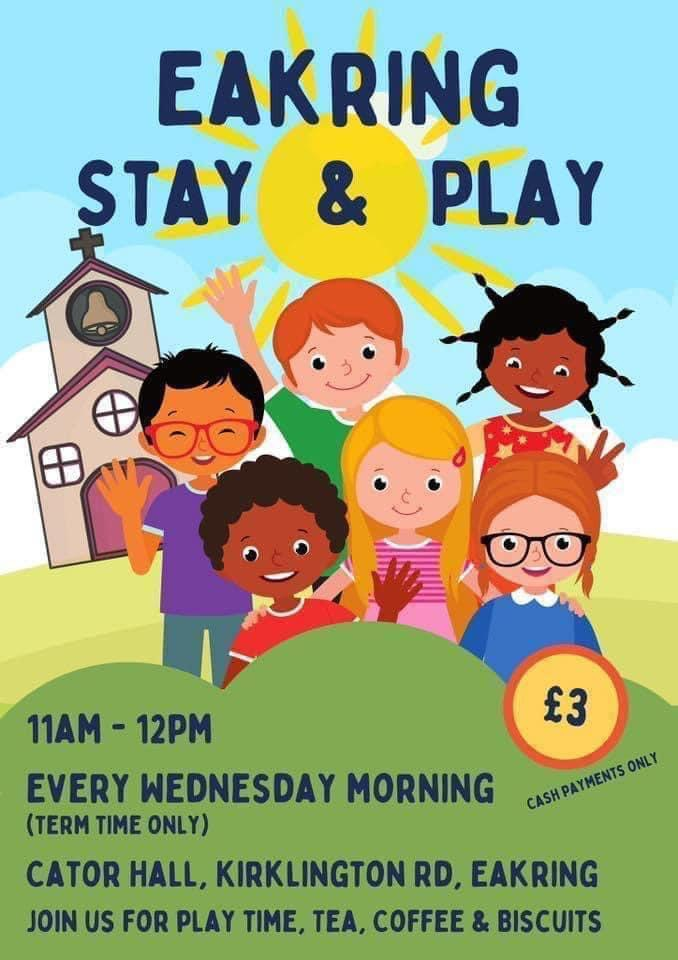 EAKRING
STAY & PLAY
£3
CASH PAYMENTS ONLY
11AM - 12PM
EVERY WEDNESDAY MORNING
(TERM TIME ONLY)
CATOR HALL, KIRKLINGTON RD, EAKRING
JOIN US FOR PLAY TIME, TEA, COFFEE & BISCUITS